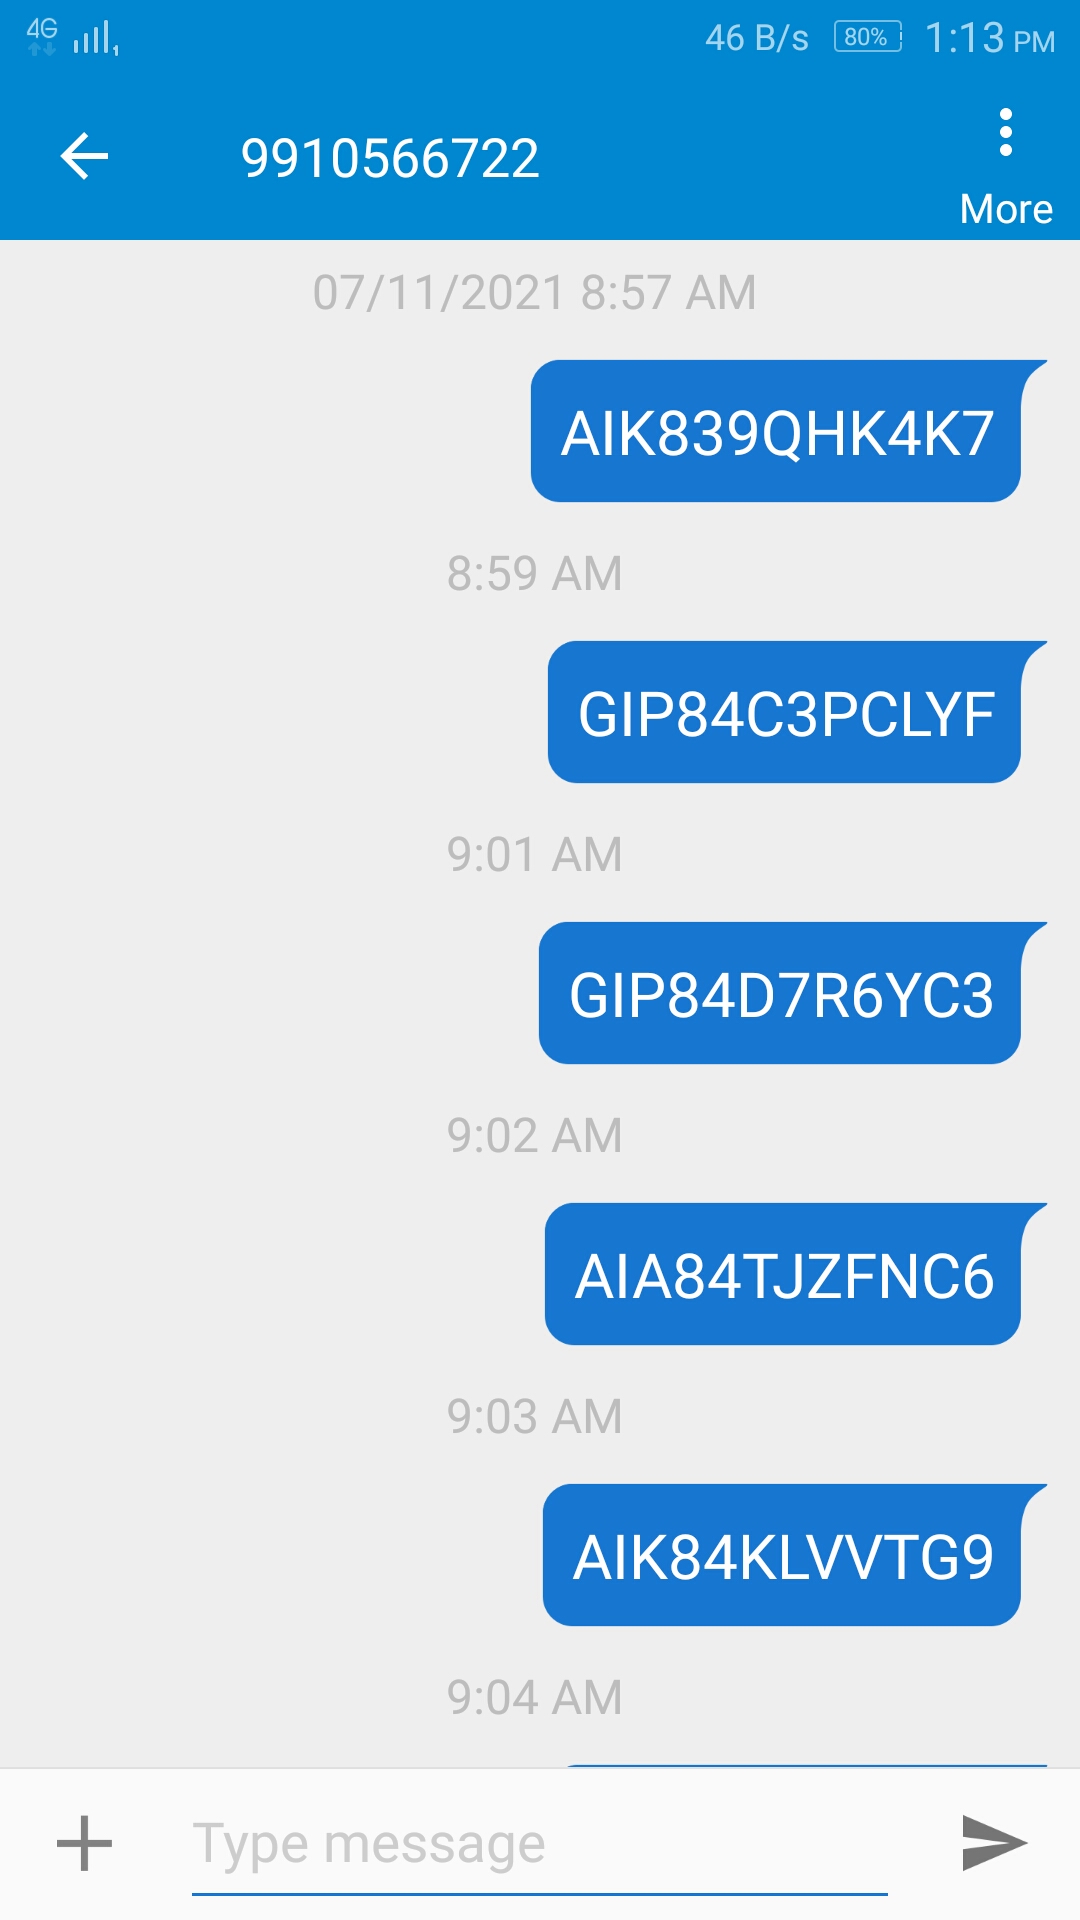 4G
46 B/s 80% 1:13 PM
9910566722
More
07/11/2021 8:57 AM
AIK839QHK4K7
8:59 AM
GIP84C3PCLYF
9:01 AM
GIP84D7R6YC3
9:02 AM
AIA84TJZFNC6
9:03 AM
AIK84KLVVTG9
9:04 AM
Type message